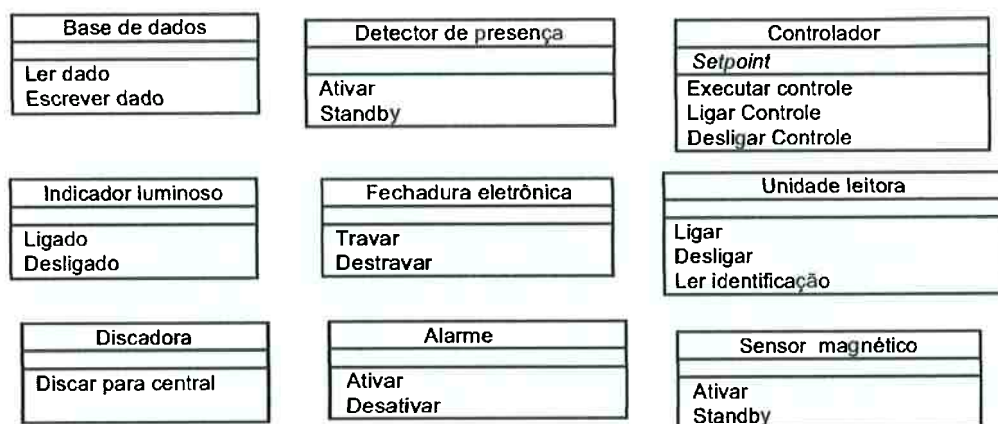 Base de dados
Ler dado
Escrever dado
Detector de presença
Ativar
Standby
Controlador
Setpoint
Executar controle
Ligar Controle
Desligar Controle
Indicador luminoso
Ligado
Desligado
Fechadura eletrônica
Travar
Destravar
Unidade leitora
Ligar
Desligar
Ler identificação
Discadora
Discar para central
Alarme
Ativar
Desativar
Sensor magnético
Ativar
Standby